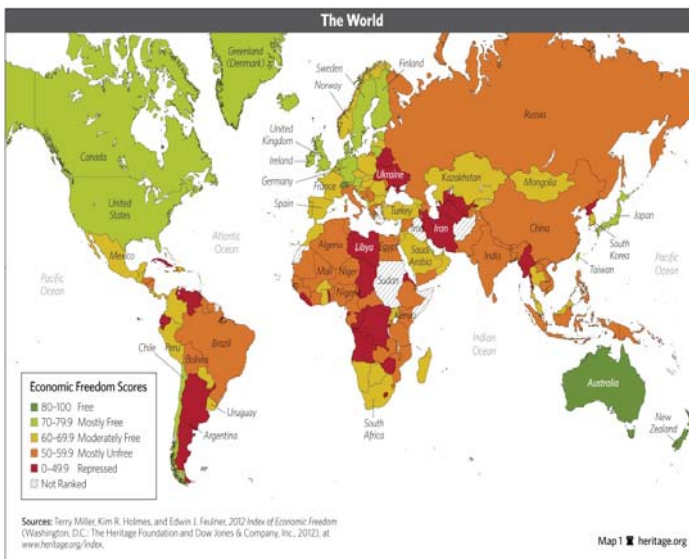 The World
Greenland
(Denmark)
Sweden
Finland
Norway
Russia
Canada
United
Kingdom
Ireland
Germany
Ukraine
France
Kazakhstan
Mongolia
United
States
Spain
Turkey
Atlantic
Ocean
Iran
China
Japan
South
Korea
Mexico
Algeria
Libya
Egypt
Saudi
Arabia
India
Taiwan
Pacific
Ocean
Pacific
Ocean
Mali
Niger
Sudan
Indian
Ocean
Chile
Peru
Brazil
Bolivia
Uruguay
Argentina
South
Africa
Australia
New
Zealand
Economic Freedom Scores
80–100 Free
70–79.9 Mostly Free
60–69.9 Moderately Free
50–59.9 Mostly Unfree
0–49.9 Repressed
Not Ranked
Sources: Terry Miller, Kim R. Holmes, and Edwin J. Feulner, 2012 Index of Economic Freedom
(Washington, D.C.: The Heritage Foundation and Dow Jones & Company, Inc., 2012), at
www.heritage.org/index.
Map 1 heritage.org